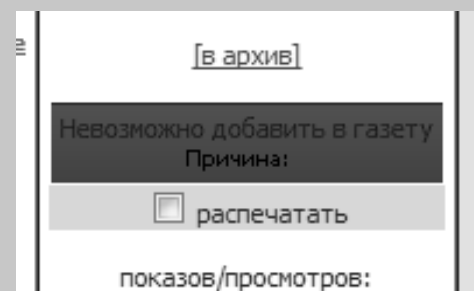 [в архив]
Невозможно добавить в газету
Причина:
распечатать
показов/просмотров: